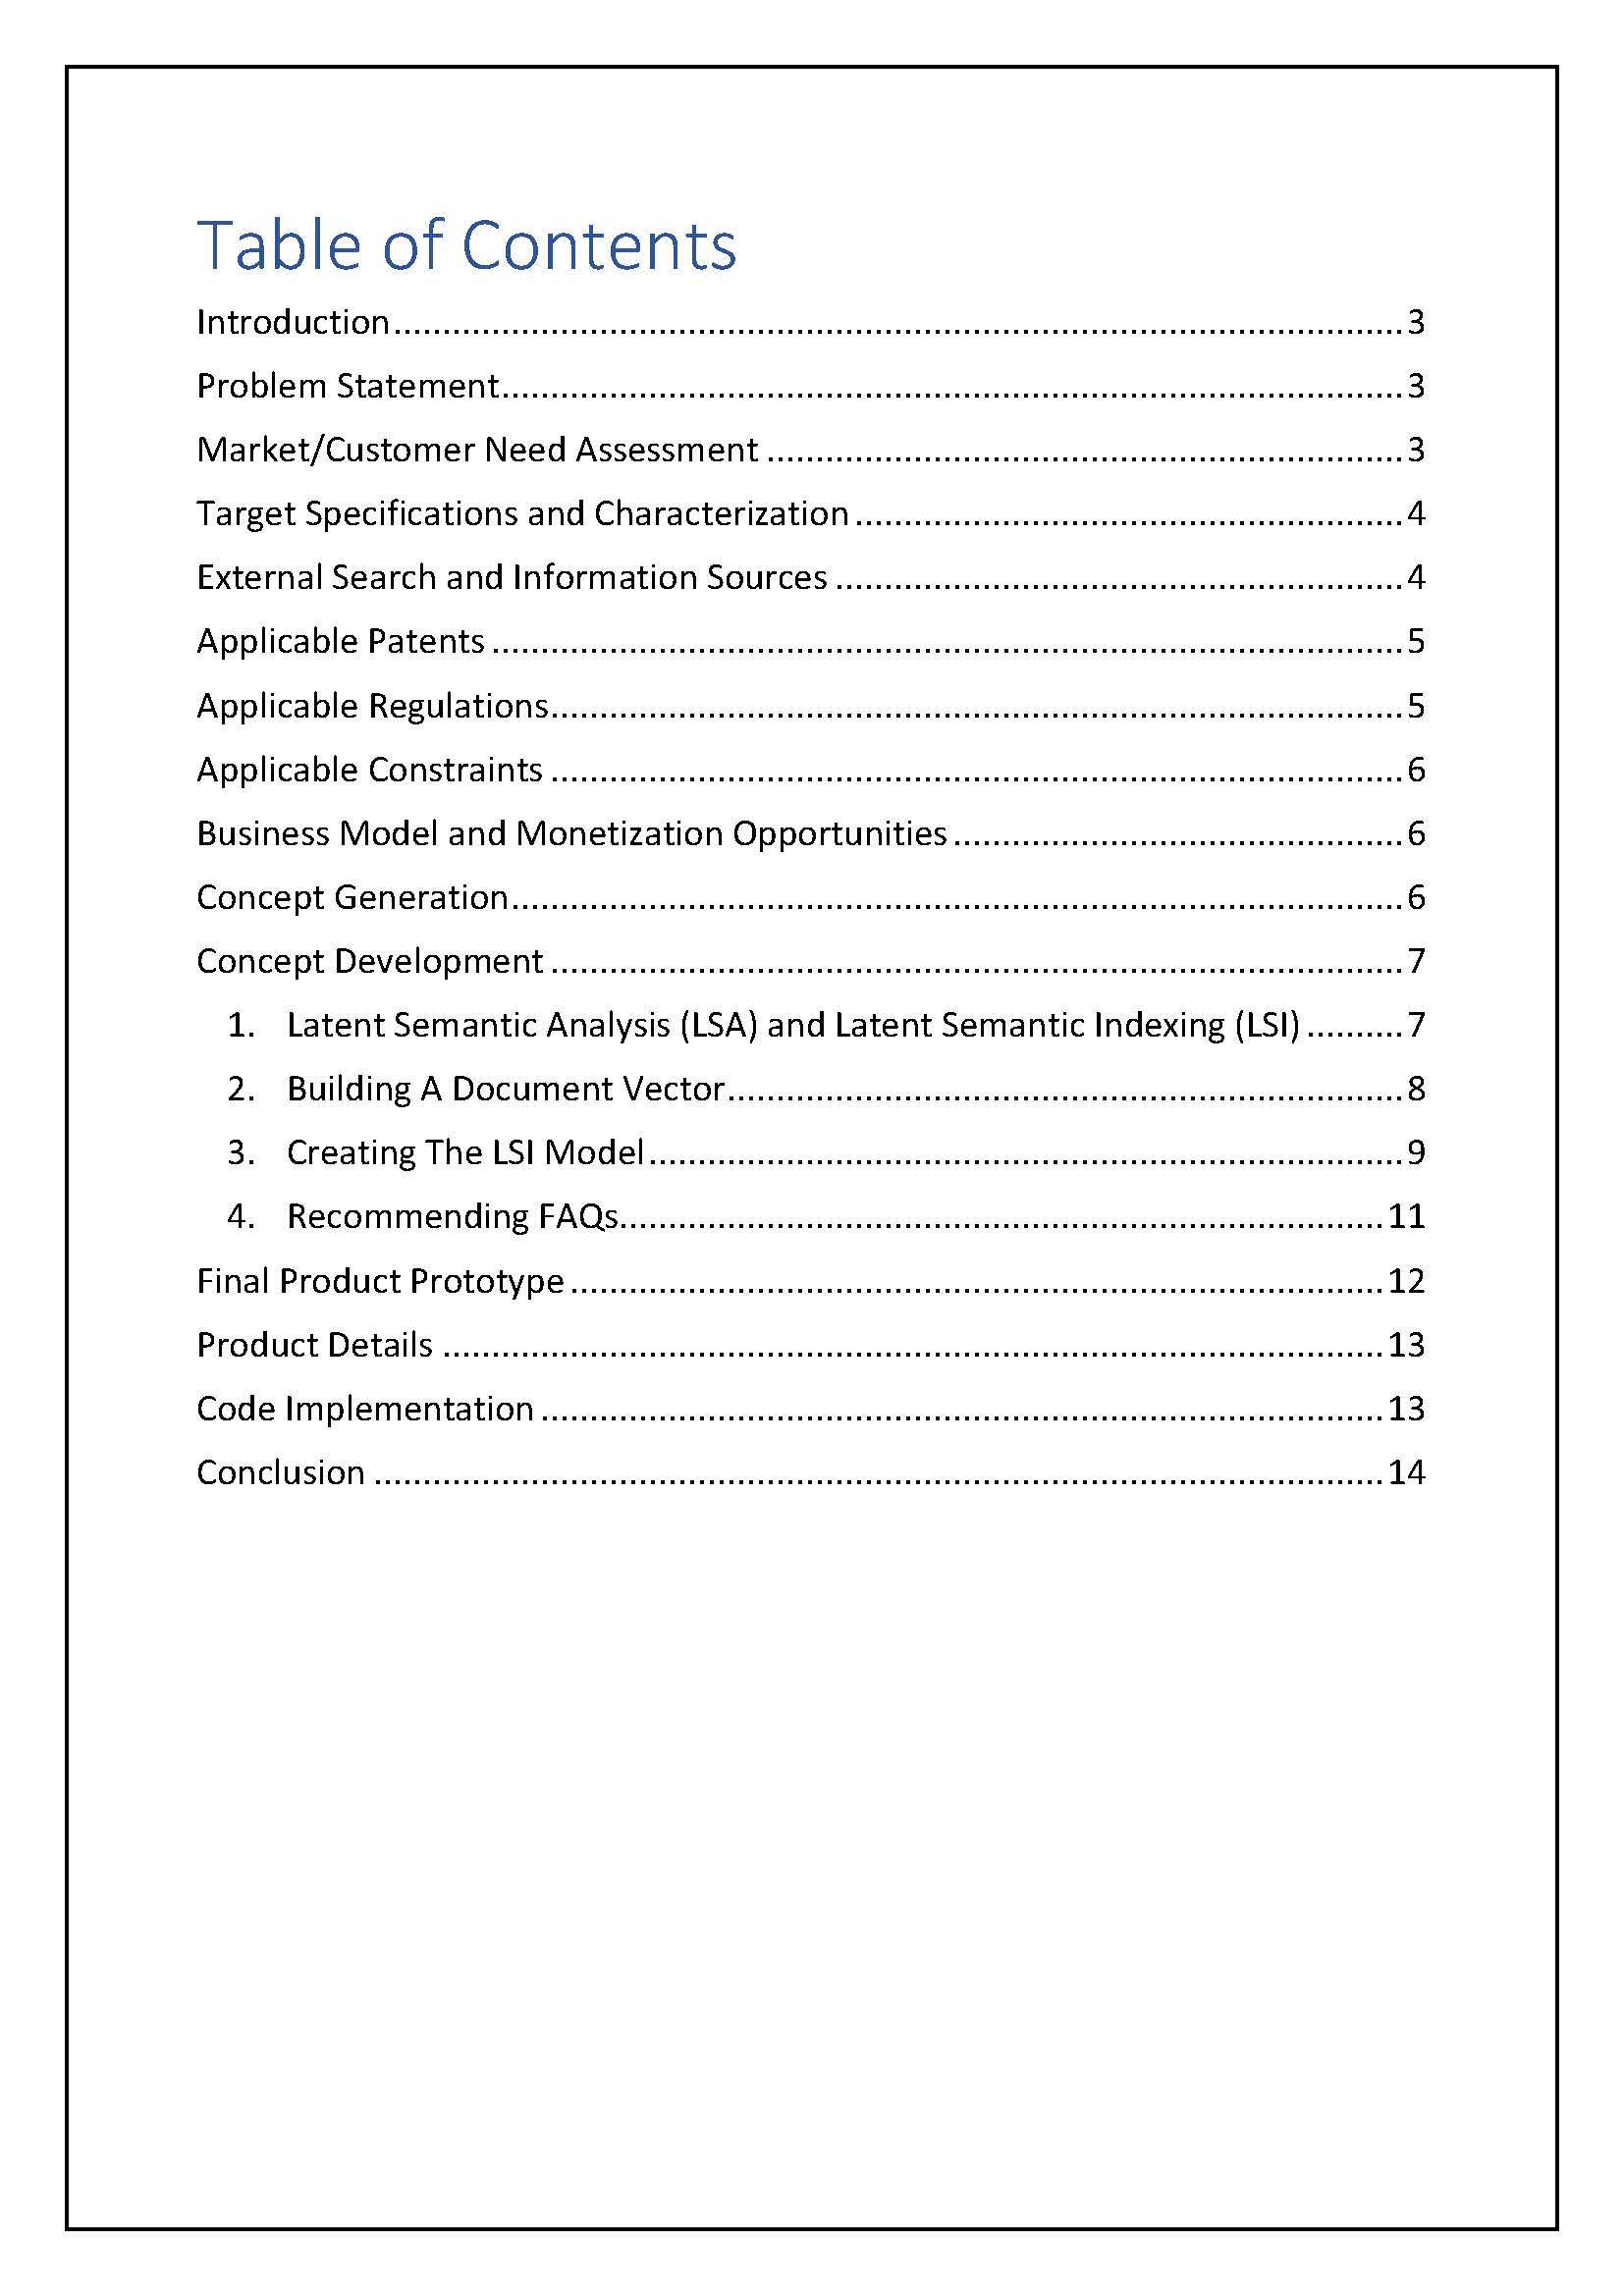 Table of Contents
Introduction.......................................................................................................3
Problem Statement............................................................................................3
Market/Customer Need Assessment .................................................................3
Target Specifications and Characterization ........................................................4
External Search and Information Sources ..........................................................4
Applicable Patents .............................................................................................5
Applicable Regulations.......................................................................................5
Applicable Constraints .......................................................................................6
Business Model and Monetization Opportunities ..............................................6
Concept Generation...........................................................................................6
Concept Development .......................................................................................7
1. Latent Semantic Analysis (LSA) and Latent Semantic Indexing (LSI) ..........7
2. Building A Document Vector.....................................................................8
3. Creating The LSI Model.............................................................................9
4. Recommending FAQs..............................................................................11
Final Product Prototype ...................................................................................12
Product Details ................................................................................................13
Code Implementation ......................................................................................13
Conclusion .......................................................................................................14